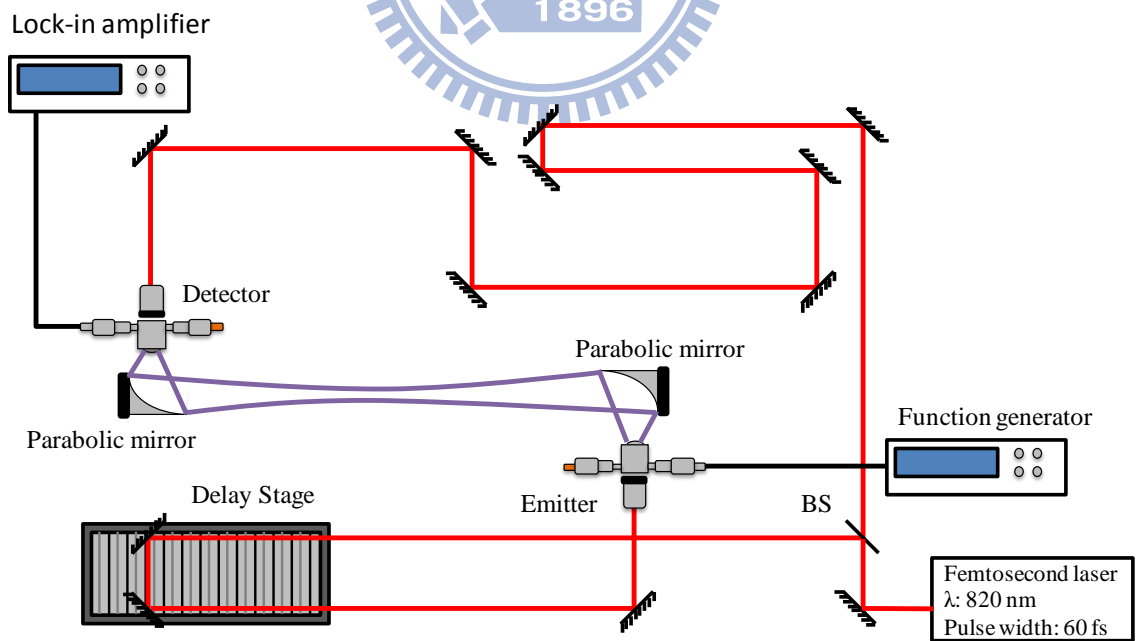 1896
Lock-in amplifier
Detector
Parabolic mirror
Parabolic mirror
Function generator
Delay Stage
Emitter
BS
Femtosecond laser
λ: 820 nm
Pulse width: 60 fs